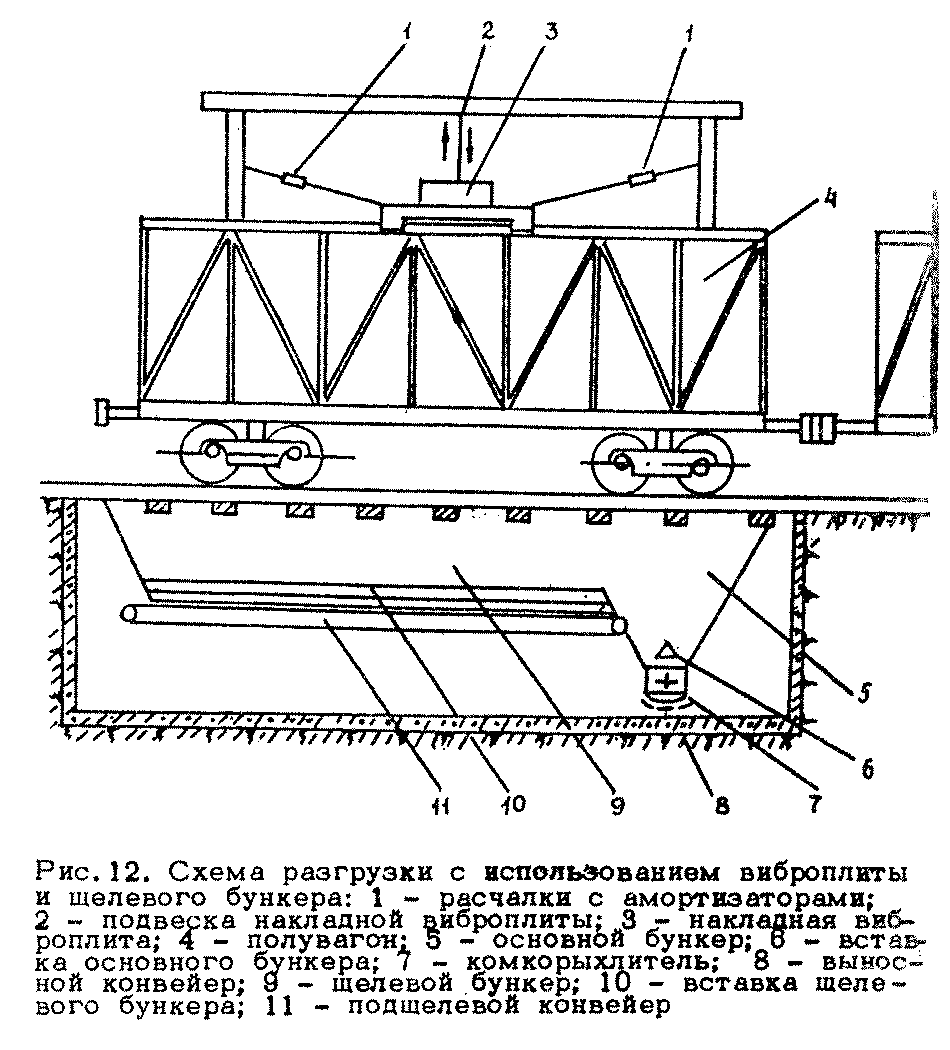 1 2 3 1
4
5
6
11 10 9 8 7
Рис. 12. Схема разгрузки с использованием виброплиты
и щелевого бункера: 1 – расчалки с амортизаторами;
2 – подвеска накладной виброплиты; 3 – накладная виб-
роплита; 4 – полувагон; 5 – основной бункер; 6 – встав-
ка основного бункера; 7 – комкорыхлитель; 8 – вынос-
ной конвейер; 9 – щелевой бункер; 10 – вставка щеле-
вого бункера; 11 – подщелевой конвейер